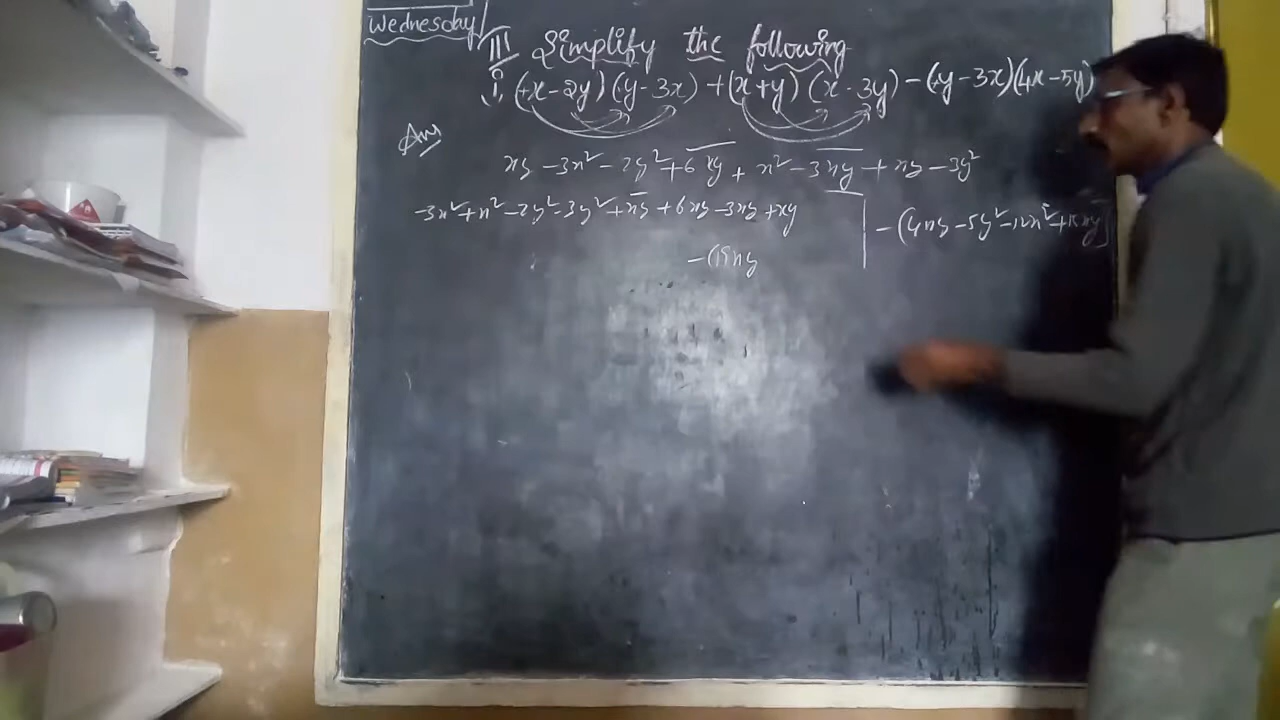 Wednesday
III Simplify the following
i, (+x-2y)(y-3x)+(x+y)(x-3y)-(y-3x)(4x-5y)
Ans
xy-3x²-2y²+6xy+x²-3xy+xy-3y²
-3x²+x²-2y²-3y²+xy+6xy-3xy+xy
-(4xy-5y²-12x²+15xy)
-(19xy